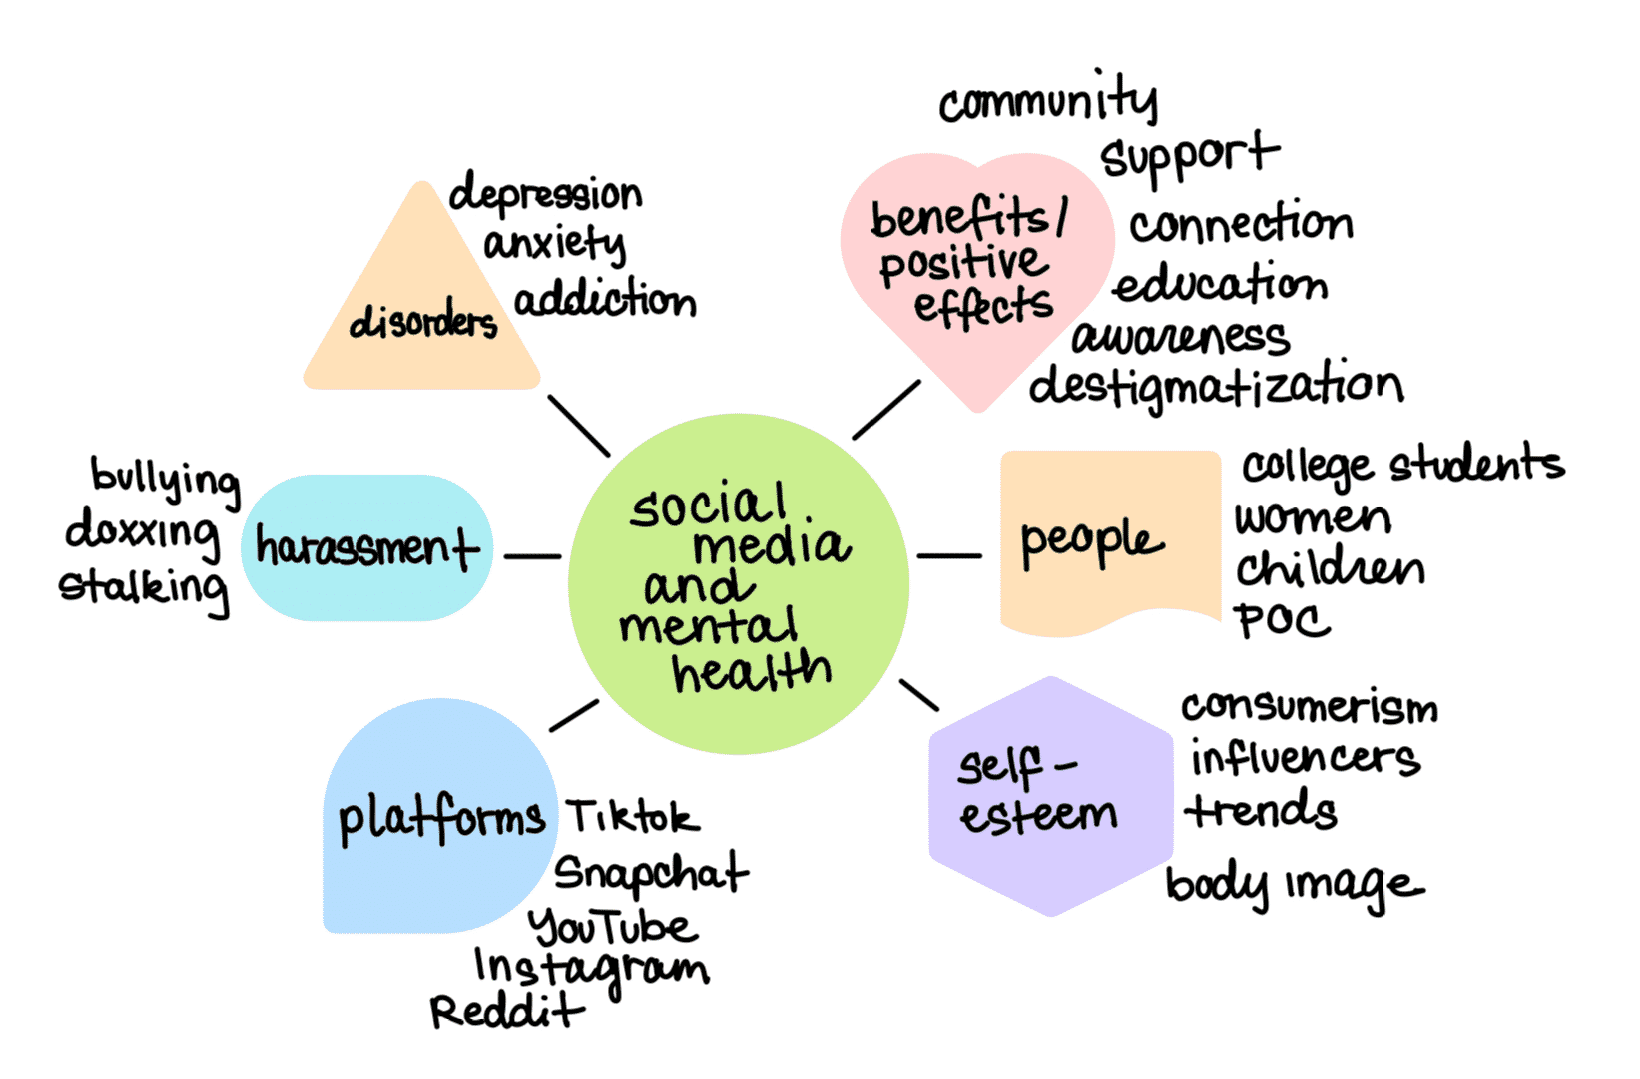 social
media
and
mental
health
disorders
depression
anxiety
addiction
benefits/
positive
effects
community
support
connection
education
awareness
destigmatization
people
college students
women
children
POC
self-
esteem
consumerism
influencers
trends
body image
platforms
Tiktok
Snapchat
YouTube
Instagram
Reddit
harassment
bullying
doxxing
stalking